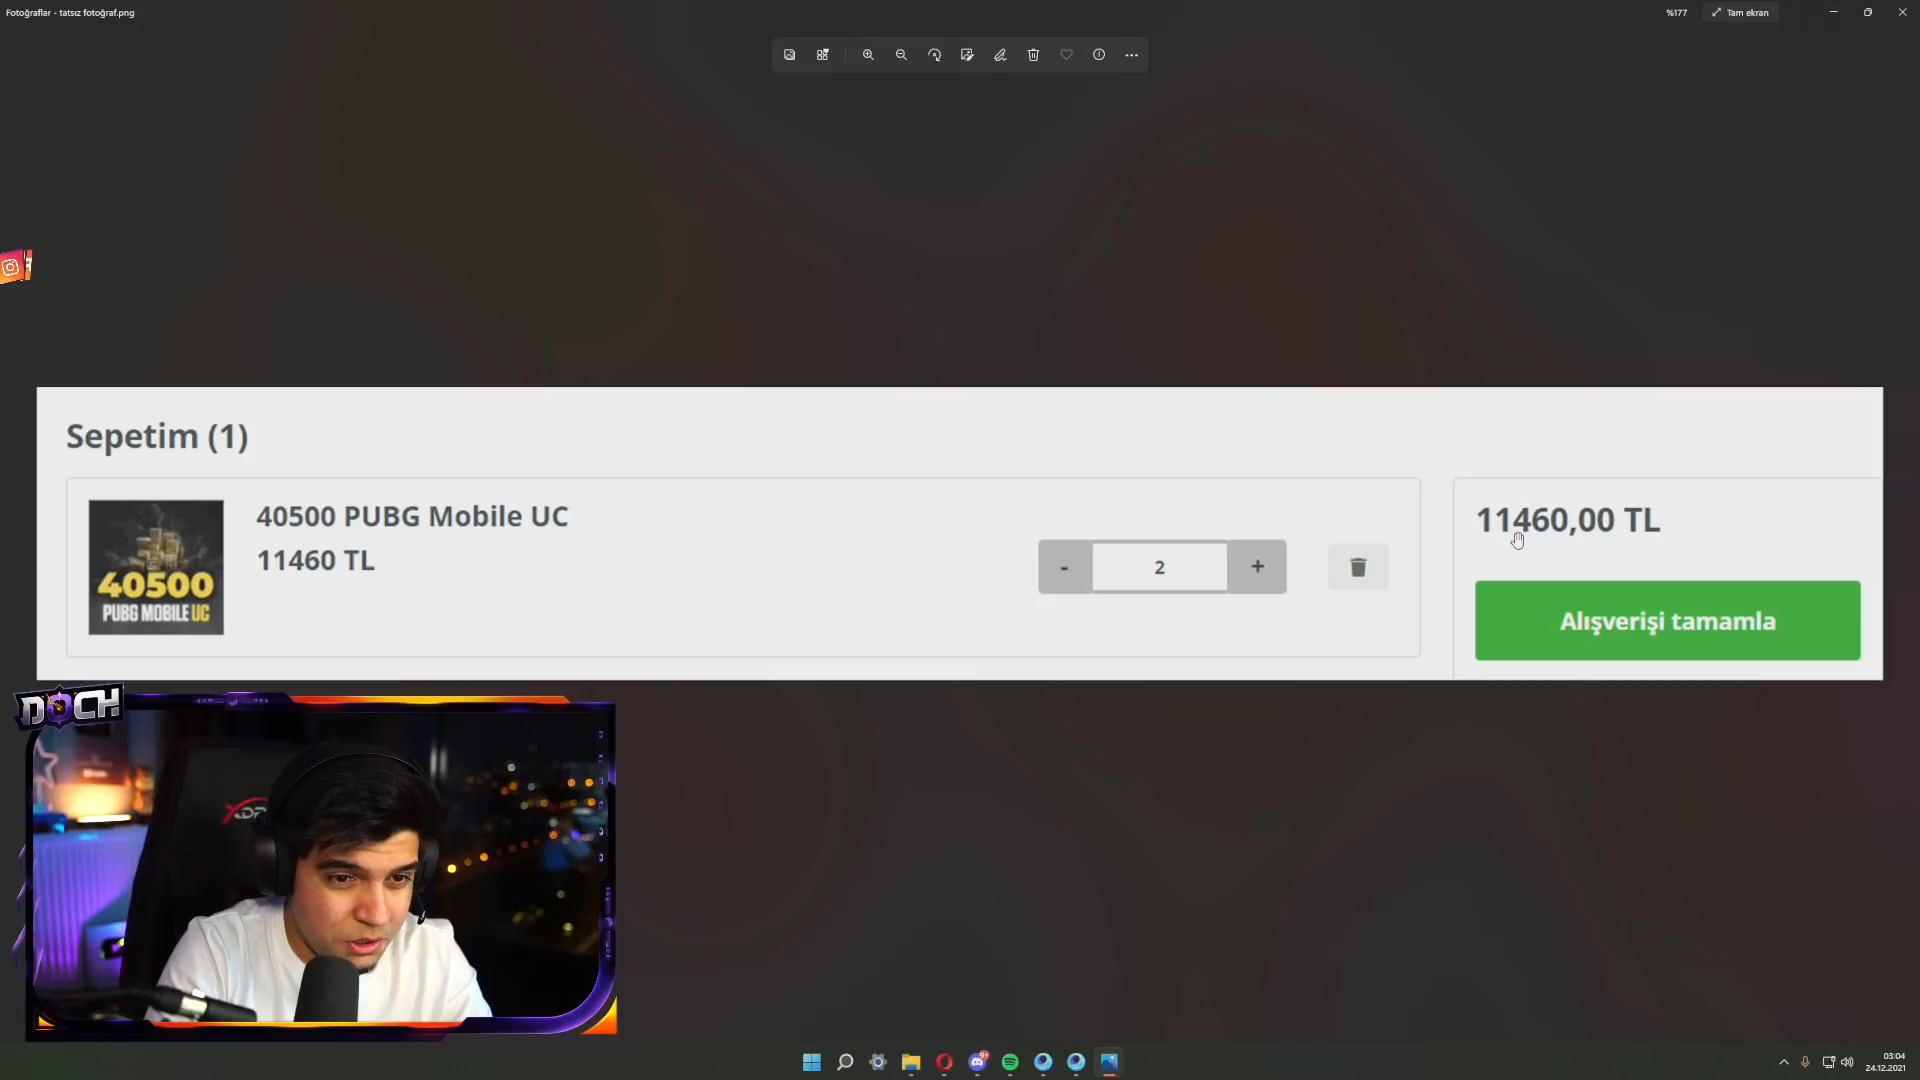 Fotoğraflar - tatsız fotoğraf.png
%177
Tam ekran
Sepetim (1)
40500 PUBG Mobile UC
11460 TL
40500
PUBG MOBILE UC
-
2
+
11460,00 TL
Alışverişi tamamla
DOCH
9+
03:04
24.12.2021